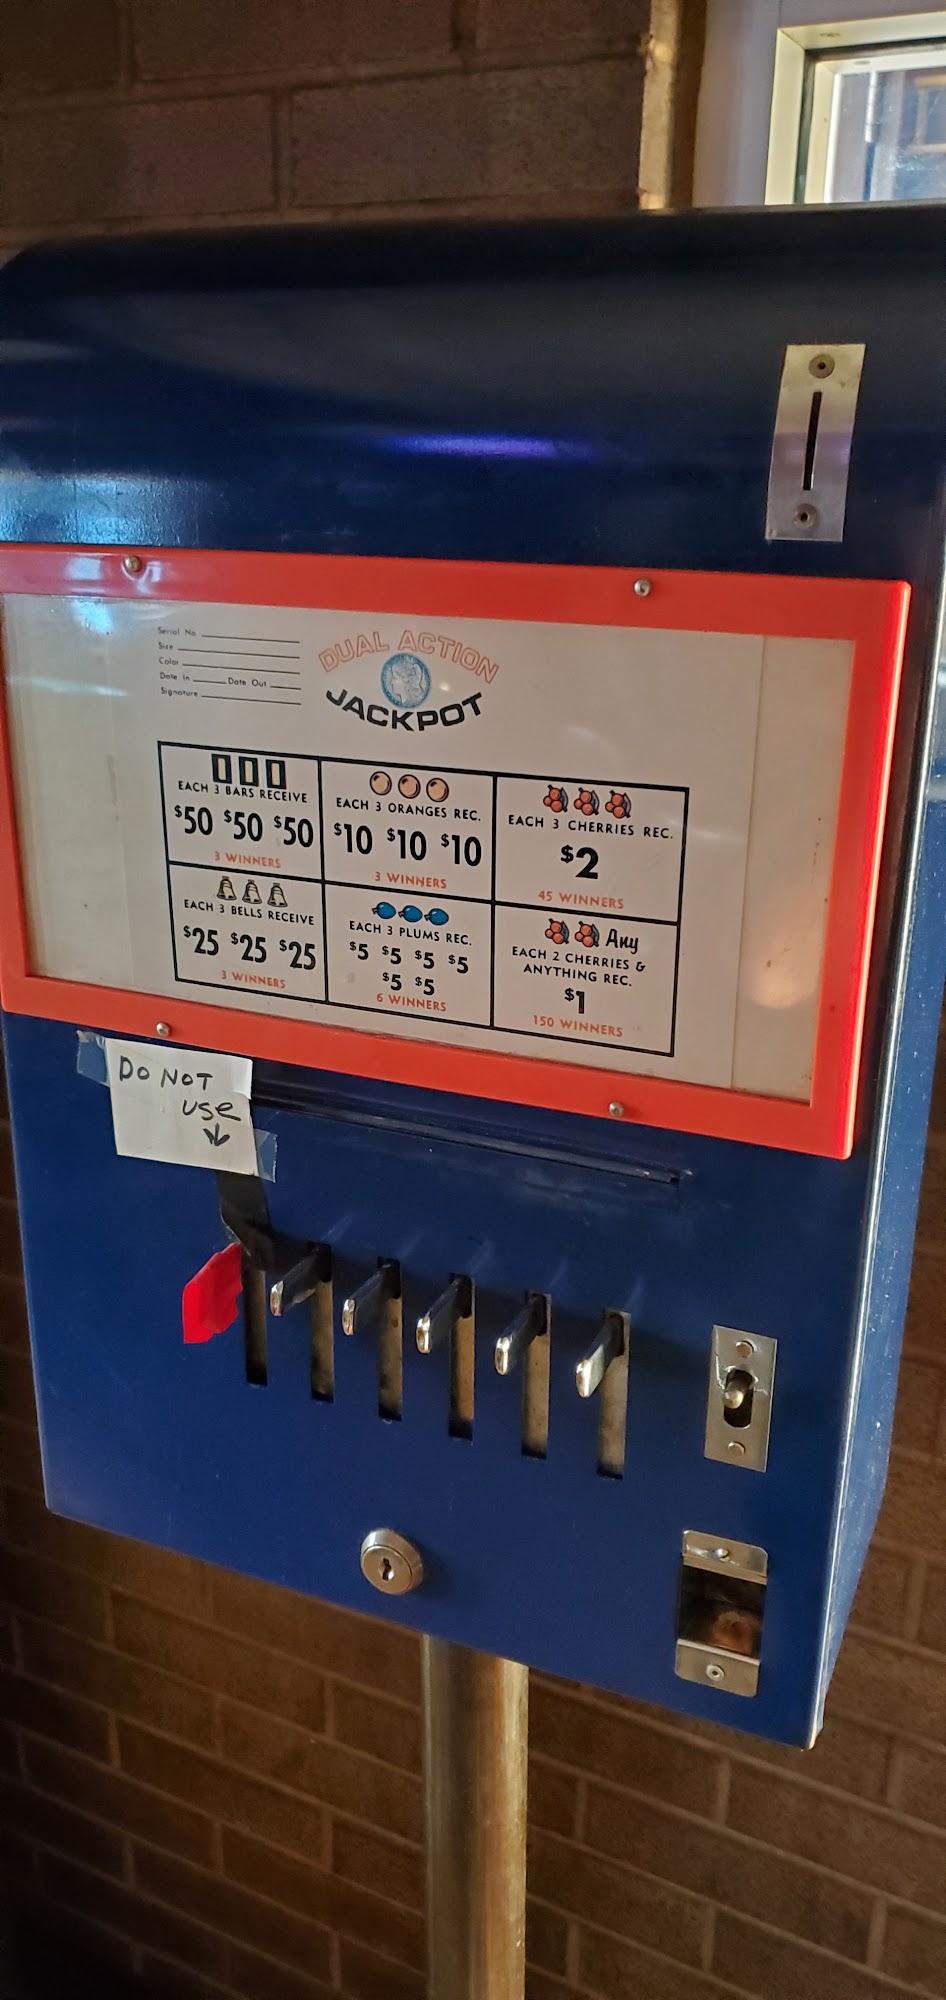 Serial No.
Size
Color
Date In Date Out
Signature
DUAL ACTION
JACKPOT
EACH 3 BARS RECEIVE
$50 $50 $50
3 WINNERS
EACH 3 ORANGES REC.
$10 $10 $10
3 WINNERS
EACH 3 CHERRIES REC.
$2
45 WINNERS
EACH 3 BELLS RECEIVE
$25 $25 $25
3 WINNERS
EACH 3 PLUMS REC.
$5 $5 $5 $5
$5 $5
6 WINNERS
Any
EACH 2 CHERRIES &
ANYTHING REC.
$1
150 WINNERS
DO NOT
USE